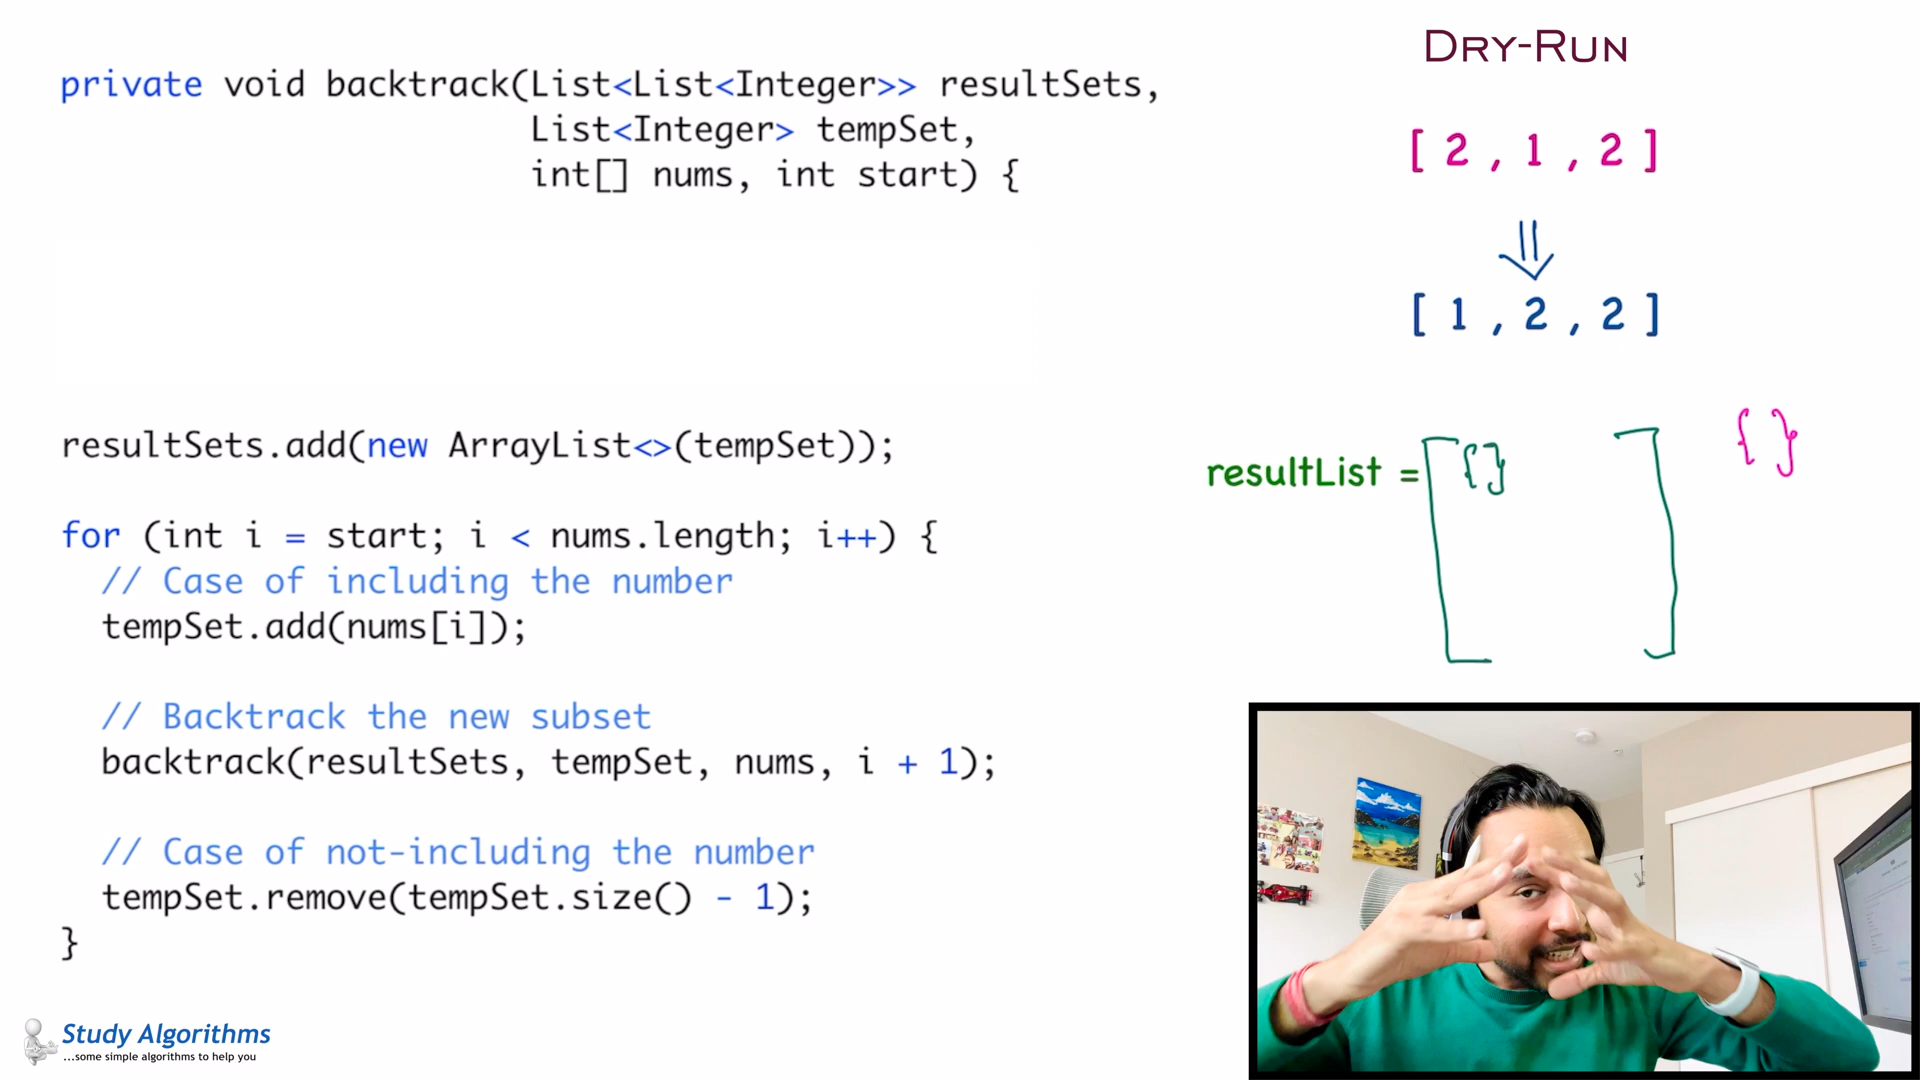 private void backtrack(List<List<Integer>> resultSets,
List<Integer> tempSet,
int[] nums, int start) {
resultSets.add(new ArrayList<>(tempSet));
for (int i = start; i < nums.length; i++) {
// Case of including the number
tempSet.add(nums[i]);
// Backtrack the new subset
backtrack(resultSets, tempSet, nums, i + 1);
// Case of not-including the number
tempSet.remove(tempSet.size() - 1);
}
Study Algorithms
...some simple algorithms to help you
DRY-RUN
[ 2 , 1 , 2 ]
[ 1 , 2 , 2 ]
resultList = [ {} ]
{ }